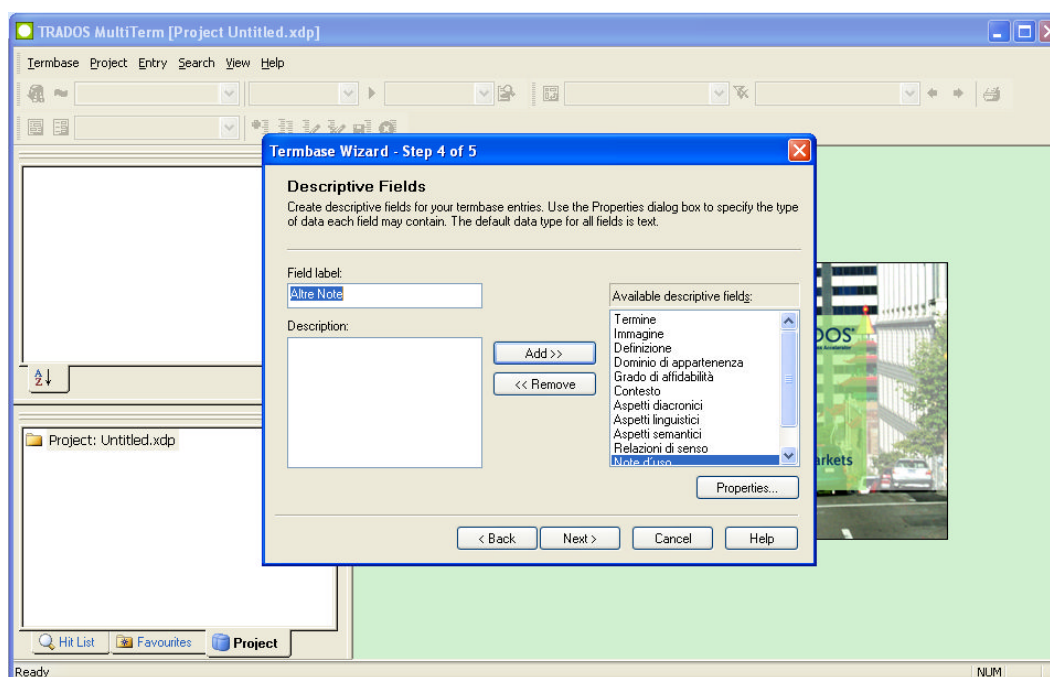 TRADOS MultiTerm [Project Untitled.xdp]
Termbase Project Entry Search View Help
Termbase Wizard - Step 4 of 5
Descriptive Fields
Create descriptive fields for your termbase entries. Use the Properties dialog box to specify the type
of data each field may contain. The default data type for all fields is text.
Field label:
Altre Note
Description:
Add >>
<< Remove
Available descriptive fields:
Termine
Immagine
Definizione
Dominio di appartenenza
Grado di affidabilità
Contesto
Aspetti diacronici
Aspetti linguistici
Aspetti semantici
Relazioni di senso
Note d'uso
Properties...
< Back
Next >
Cancel
Help
DOS
arkets
A
Z
Project: Untitled.xdp
Hit List
Favourites
Project
Ready
NUM